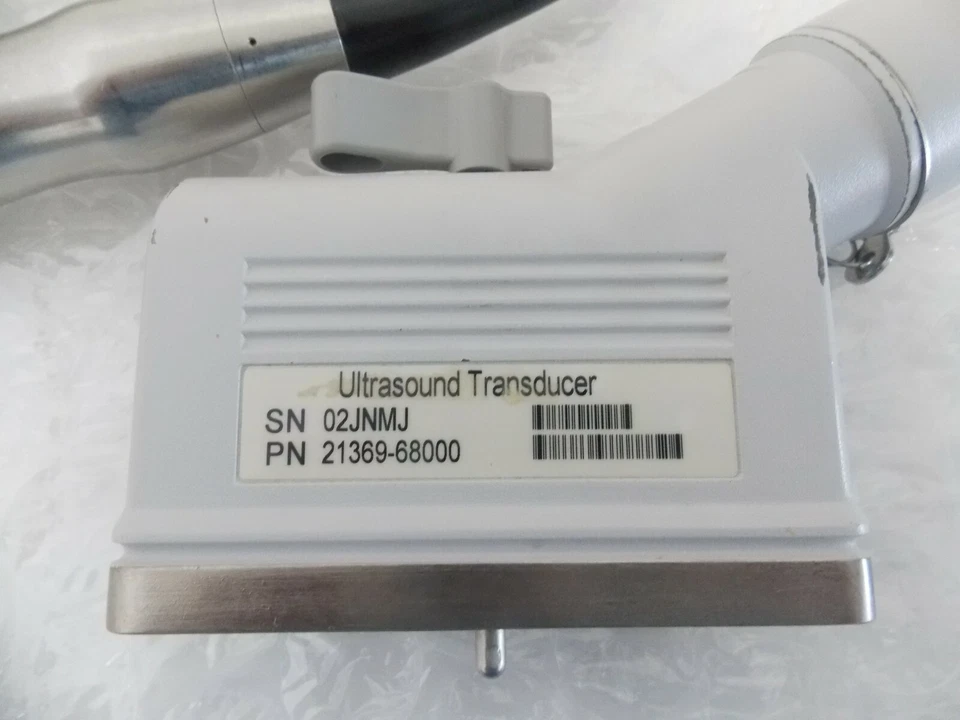 Ultrasound Transducer
SN 02JNMJ
PN 21369-68000